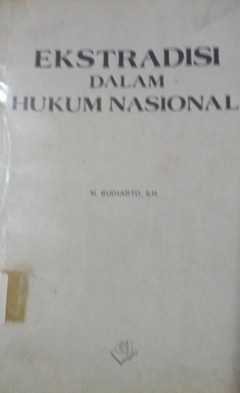 EKSTRADISI
DALAM
HUKUM NASIONAL
M. BUDIARTO, S.H.